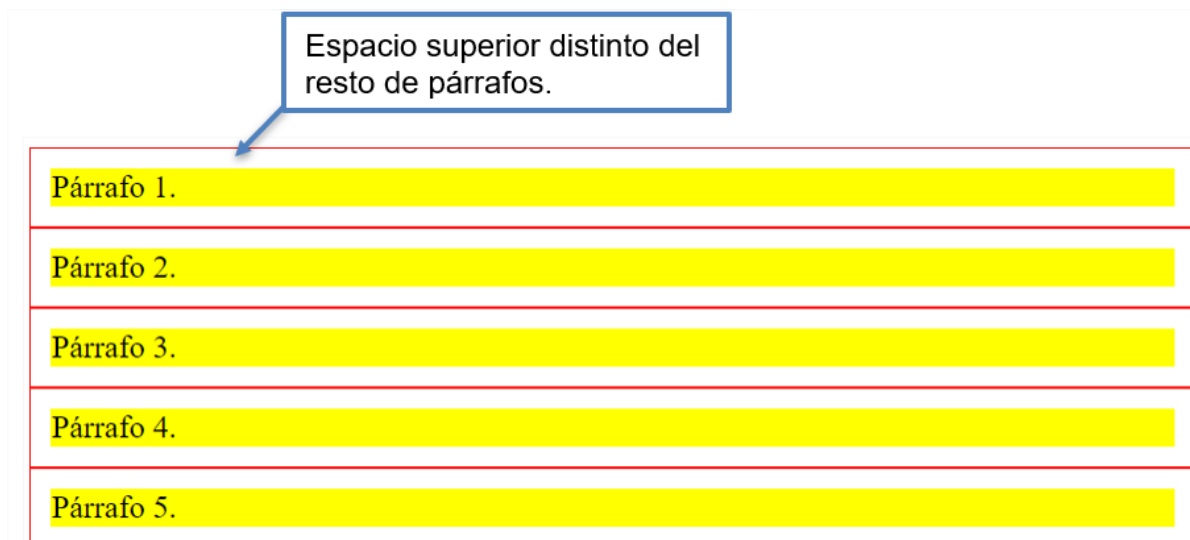 Espacio superior distinto del
resto de párrafos.
Párrafo 1.
Párrafo 2.
Párrafo 3.
Párrafo 4.
Párrafo 5.